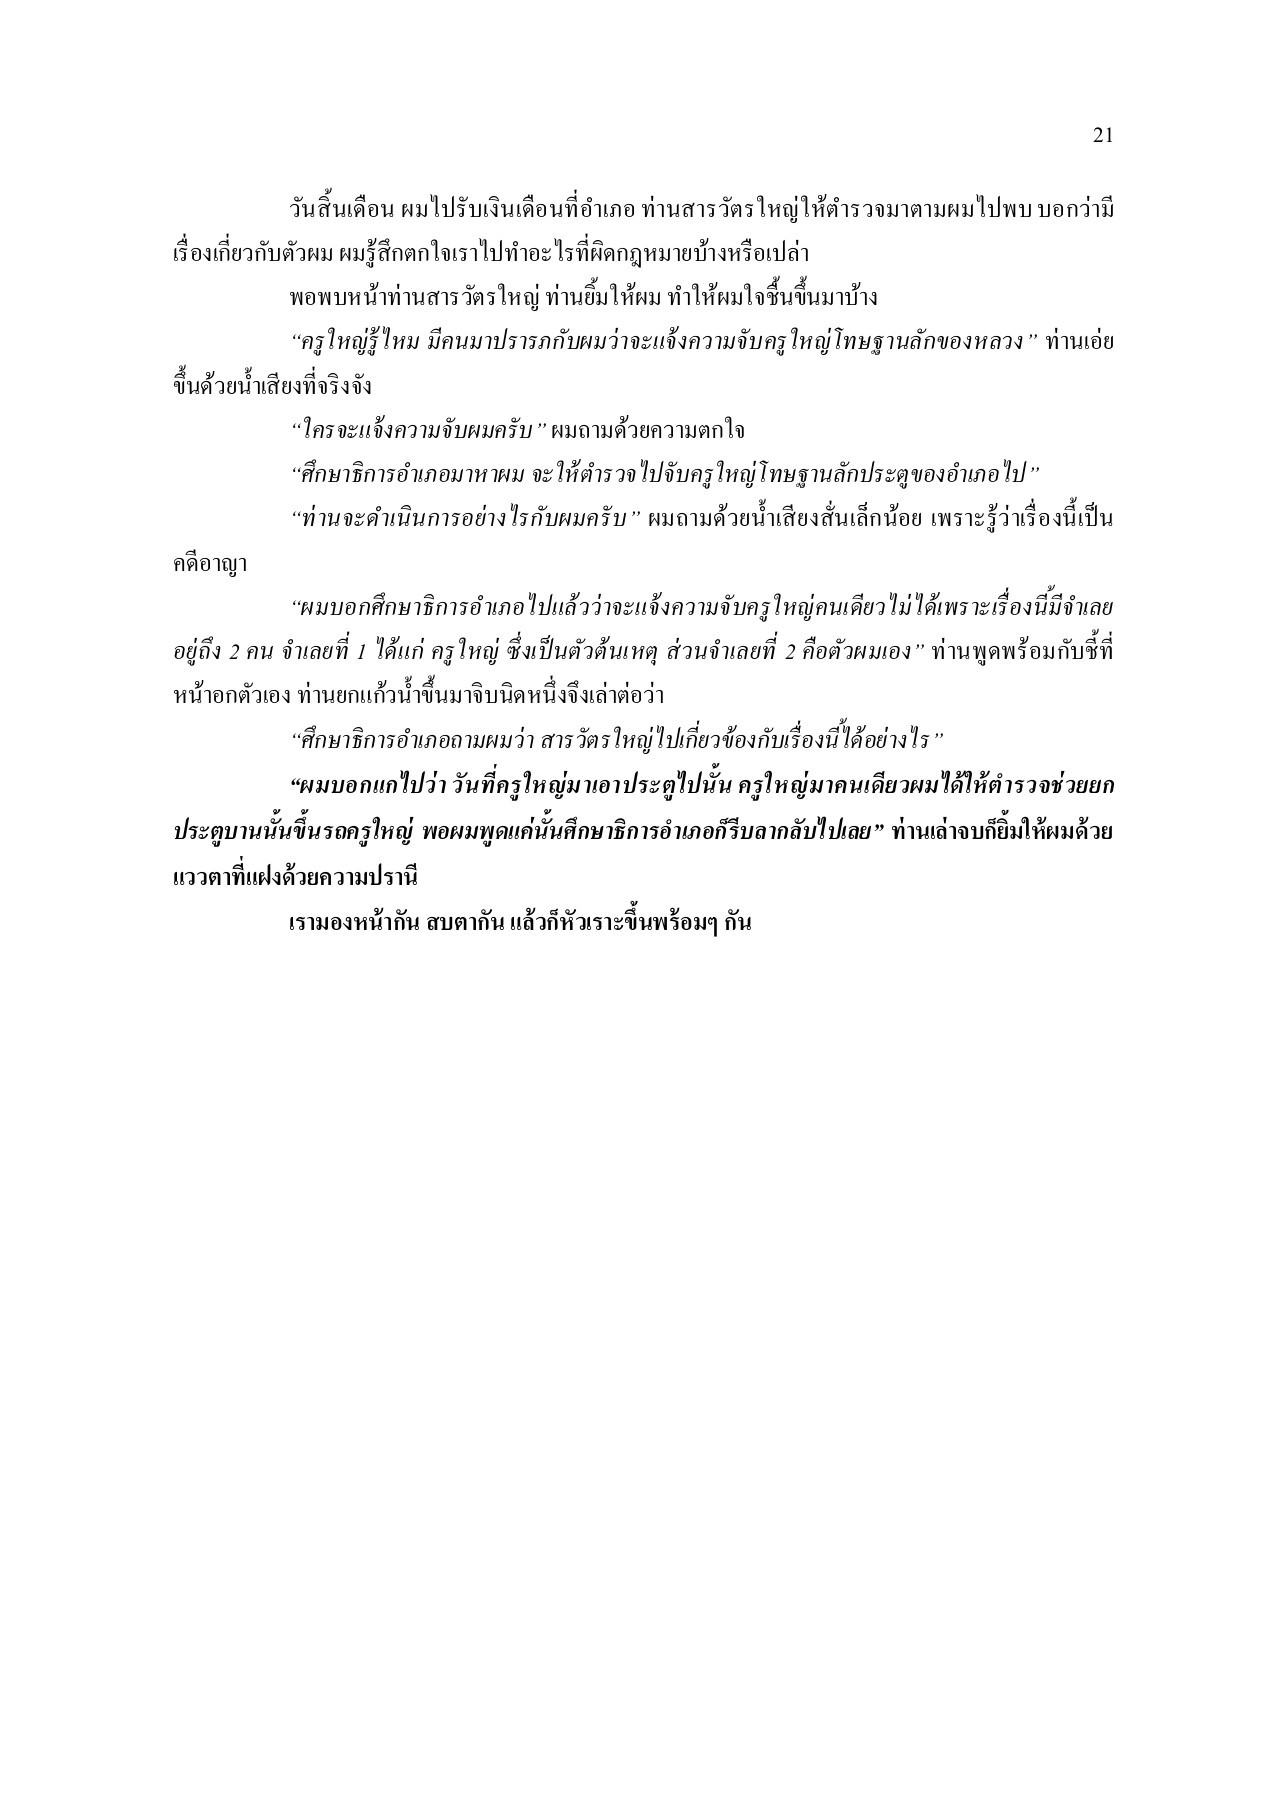 21
วันสิ้นเดือน ผมไปรับเงินเดือนที่อำเภอ ท่านสารวัตรใหญ่ให้ตำรวจมาตามผมไปพบ บอกว่ามี
เรื่องเกี่ยวกับตัวผม ผมรู้สึกตกใจเราไปทำอะไรที่ผิดกฎหมายบ้างหรือเปล่า
พอพบหน้าท่านสารวัตรใหญ่ ท่านยิ้มให้ผม ทำให้ผมใจชื้นขึ้นมาบ้าง
“ครูใหญ่รู้ไหม มีคนมาปรารภกับผมว่าจะแจ้งความจับครูใหญ่โทษฐานลักของหลวง” ท่านเอ่ย
ขึ้นด้วยน้ำเสียงที่จริงจัง
“ใครจะแจ้งความจับผมครับ” ผมถามด้วยความตกใจ
“ศึกษาธิการอำเภอมาหาผม จะให้ตำรวจไปจับครูใหญ่โทษฐานลักประตูของอำเภอไป”
“ท่านจะดำเนินการอย่างไรกับผมครับ” ผมถามด้วยน้ำเสียงสั่นเล็กน้อย เพราะรู้ว่าเรื่องนี้เป็น
คดีอาญา
“ผมบอกศึกษาธิการอำเภอไปแล้วว่าจะแจ้งความจับครูใหญ่คนเดียวไม่ได้เพราะเรื่องนี้มีจำเลย
อยู่ถึง 2 คน จำเลยที่ 1 ได้แก่ ครูใหญ่ ซึ่งเป็นตัวต้นเหตุ ส่วนจำเลยที่ 2 คือตัวผมเอง” ท่านพูดพร้อมกับชี้ที่
หน้าอกตัวเอง ท่านยกแก้วน้ำขึ้นมาจิบนิดหนึ่งจึงเล่าต่อว่า
“ศึกษาธิการอำเภอถามผมว่า สารวัตรใหญ่ไปเกี่ยวข้องกับเรื่องนี้ได้อย่างไร”
“ผมบอกแกไปว่า วันที่ครูใหญ่มาเอาประตูไปนั้น ครูใหญ่มาคนเดียวผมได้ให้ตำรวจช่วยยก
ประตูบานนั้นขึ้นรถครูใหญ่ พอผมพูดแค่นั้นศึกษาธิการอำเภอก็รีบลากลับไปเลย” ท่านเล่าจบก็ยิ้มให้ผมด้วย
แววตาที่แฝงด้วยความปรานี
เรามองหน้ากัน สบตากัน แล้วก็หัวเราะขึ้นพร้อมๆ กัน